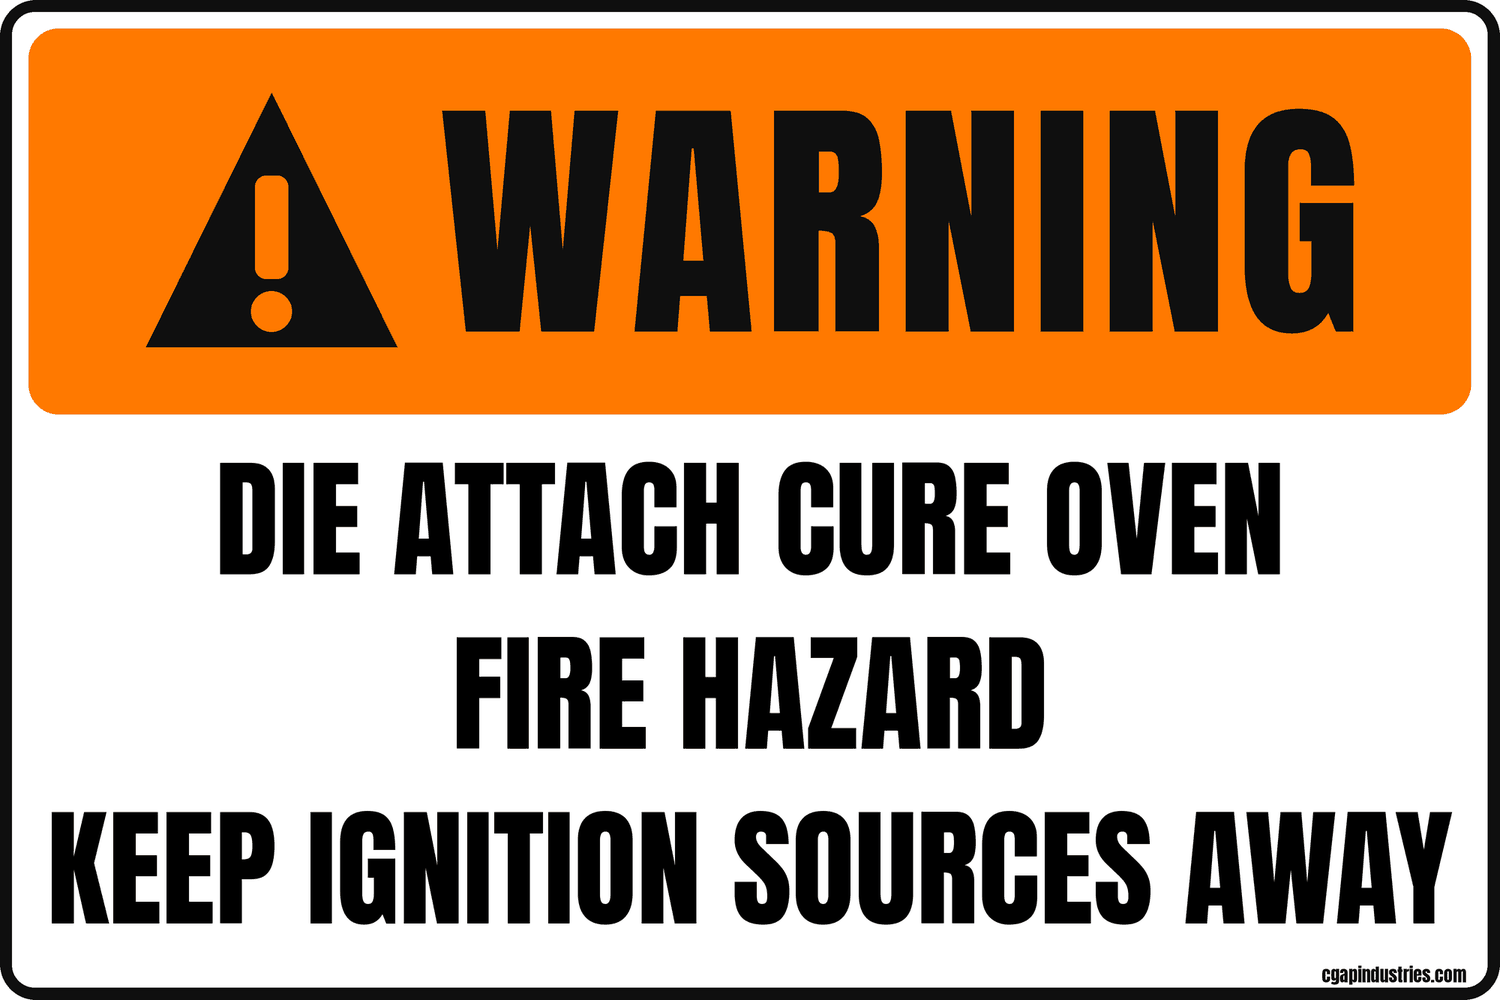 WARNING
DIE ATTACH CURE OVEN
FIRE HAZARD
KEEP IGNITION SOURCES AWAY
cgapindustries.com